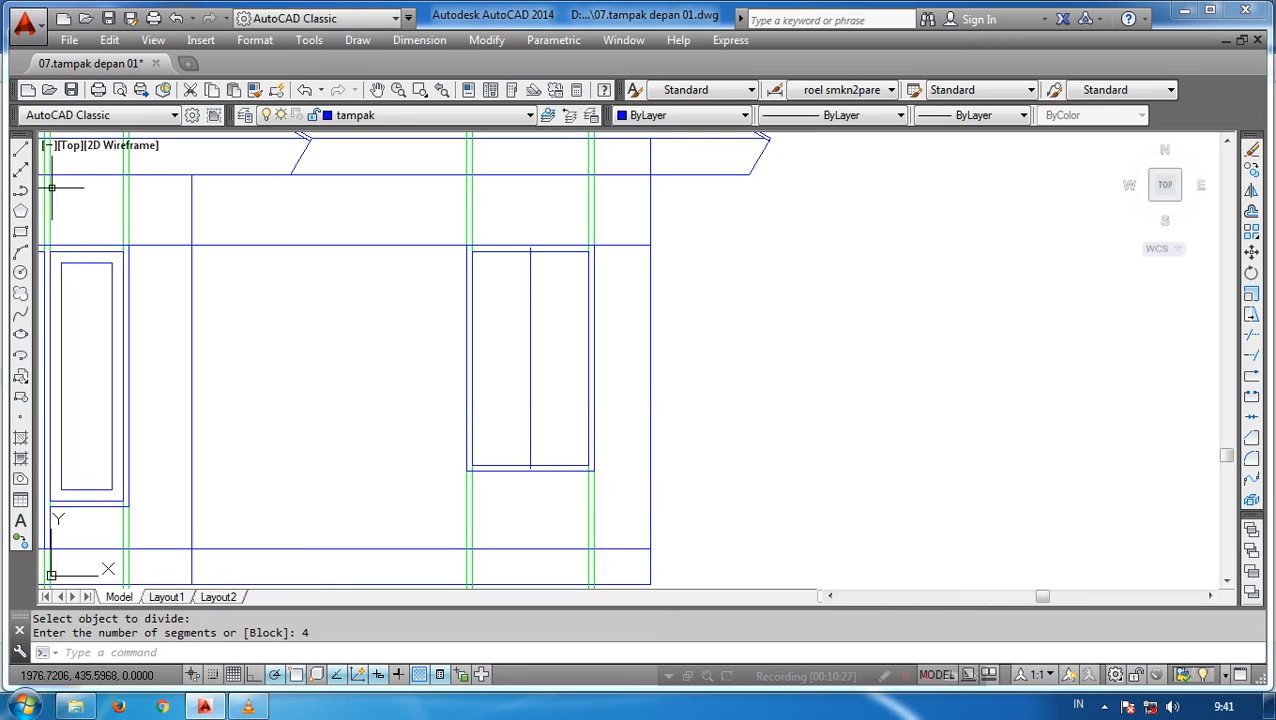 AutoCAD Classic
Autodesk AutoCAD 2014 D:...\07.tampak depan 01.dwg
Type a keyword or phrase
Sign In
File Edit View Insert Format Tools Draw Dimension Modify Parametric Window Help Express
07.tampak depan 01*
Standard
roel smkn2pare
Standard
Standard
AutoCAD Classic
tampak
ByLayer
ByLayer
ByLayer
ByColor
[−][Top][2D Wireframe]
N
W TOP E
S
WCS
Y
X
Model Layout1 Layout2
Select object to divide:
Enter the number of segments or [Block]: 4
Type a command
1976.7206, 435.5968, 0.0000
Recording [00:10:27]
MODEL
1:1
IN
9:41